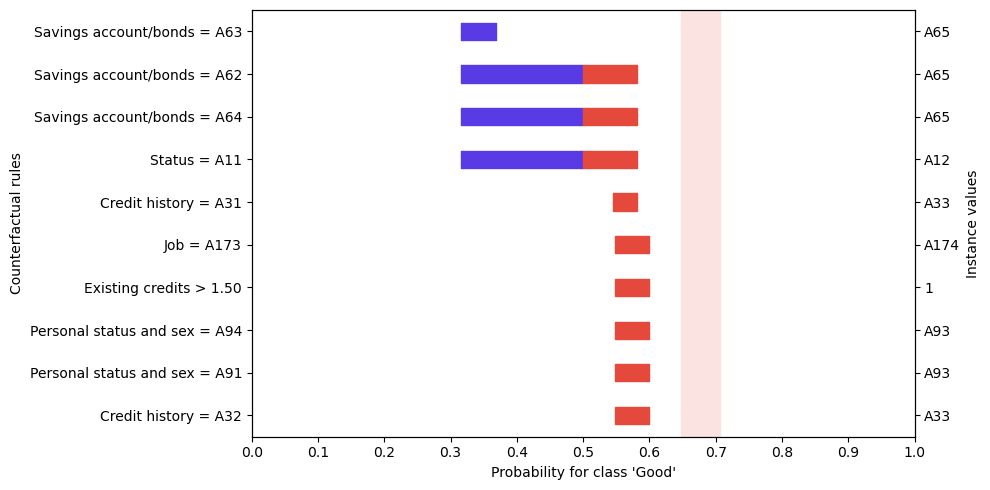 Counterfactual rules
Savings account/bonds = A63
A65
Savings account/bonds = A62
A65
Savings account/bonds = A64
A65
Status = A11
A12
Credit history = A31
A33
Job = A173
A174
Existing credits > 1.50
1
Personal status and sex = A94
A93
Personal status and sex = A91
A93
Credit history = A32
A33
Instance values
0.0 0.1 0.2 0.3 0.4 0.5 0.6 0.7 0.8 0.9 1.0
Probability for class 'Good'